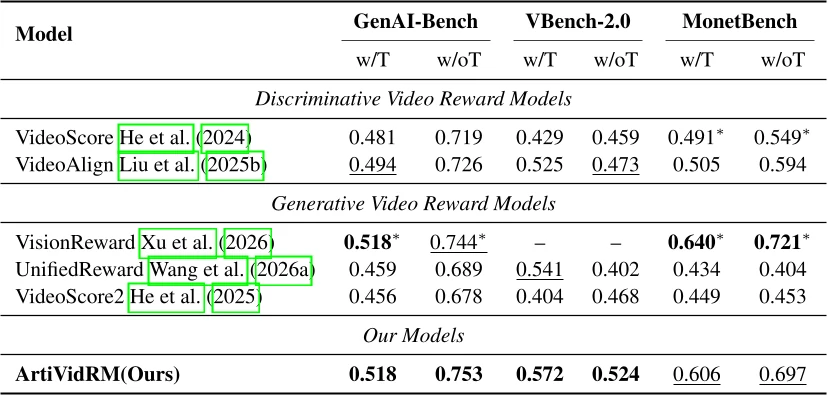 Model GenAI-Bench VBench-2.0 MonetBench
w/T w/oT w/T w/oT w/T w/oT
Discriminative Video Reward Models
VideoScore He et al. (2024) 0.481 0.719 0.429 0.459 0.491* 0.549*
VideoAlign Liu et al. (2025b) 0.494 0.726 0.525 0.473 0.505 0.594
Generative Video Reward Models
VisionReward Xu et al. (2026) 0.518* 0.744* – – 0.640* 0.721*
UnifiedReward Wang et al. (2026a) 0.459 0.689 0.541 0.402 0.434 0.404
VideoScore2 He et al. (2025) 0.456 0.678 0.404 0.468 0.449 0.453
Our Models
ArtiVidRM(Ours) 0.518 0.753 0.572 0.524 0.606 0.697